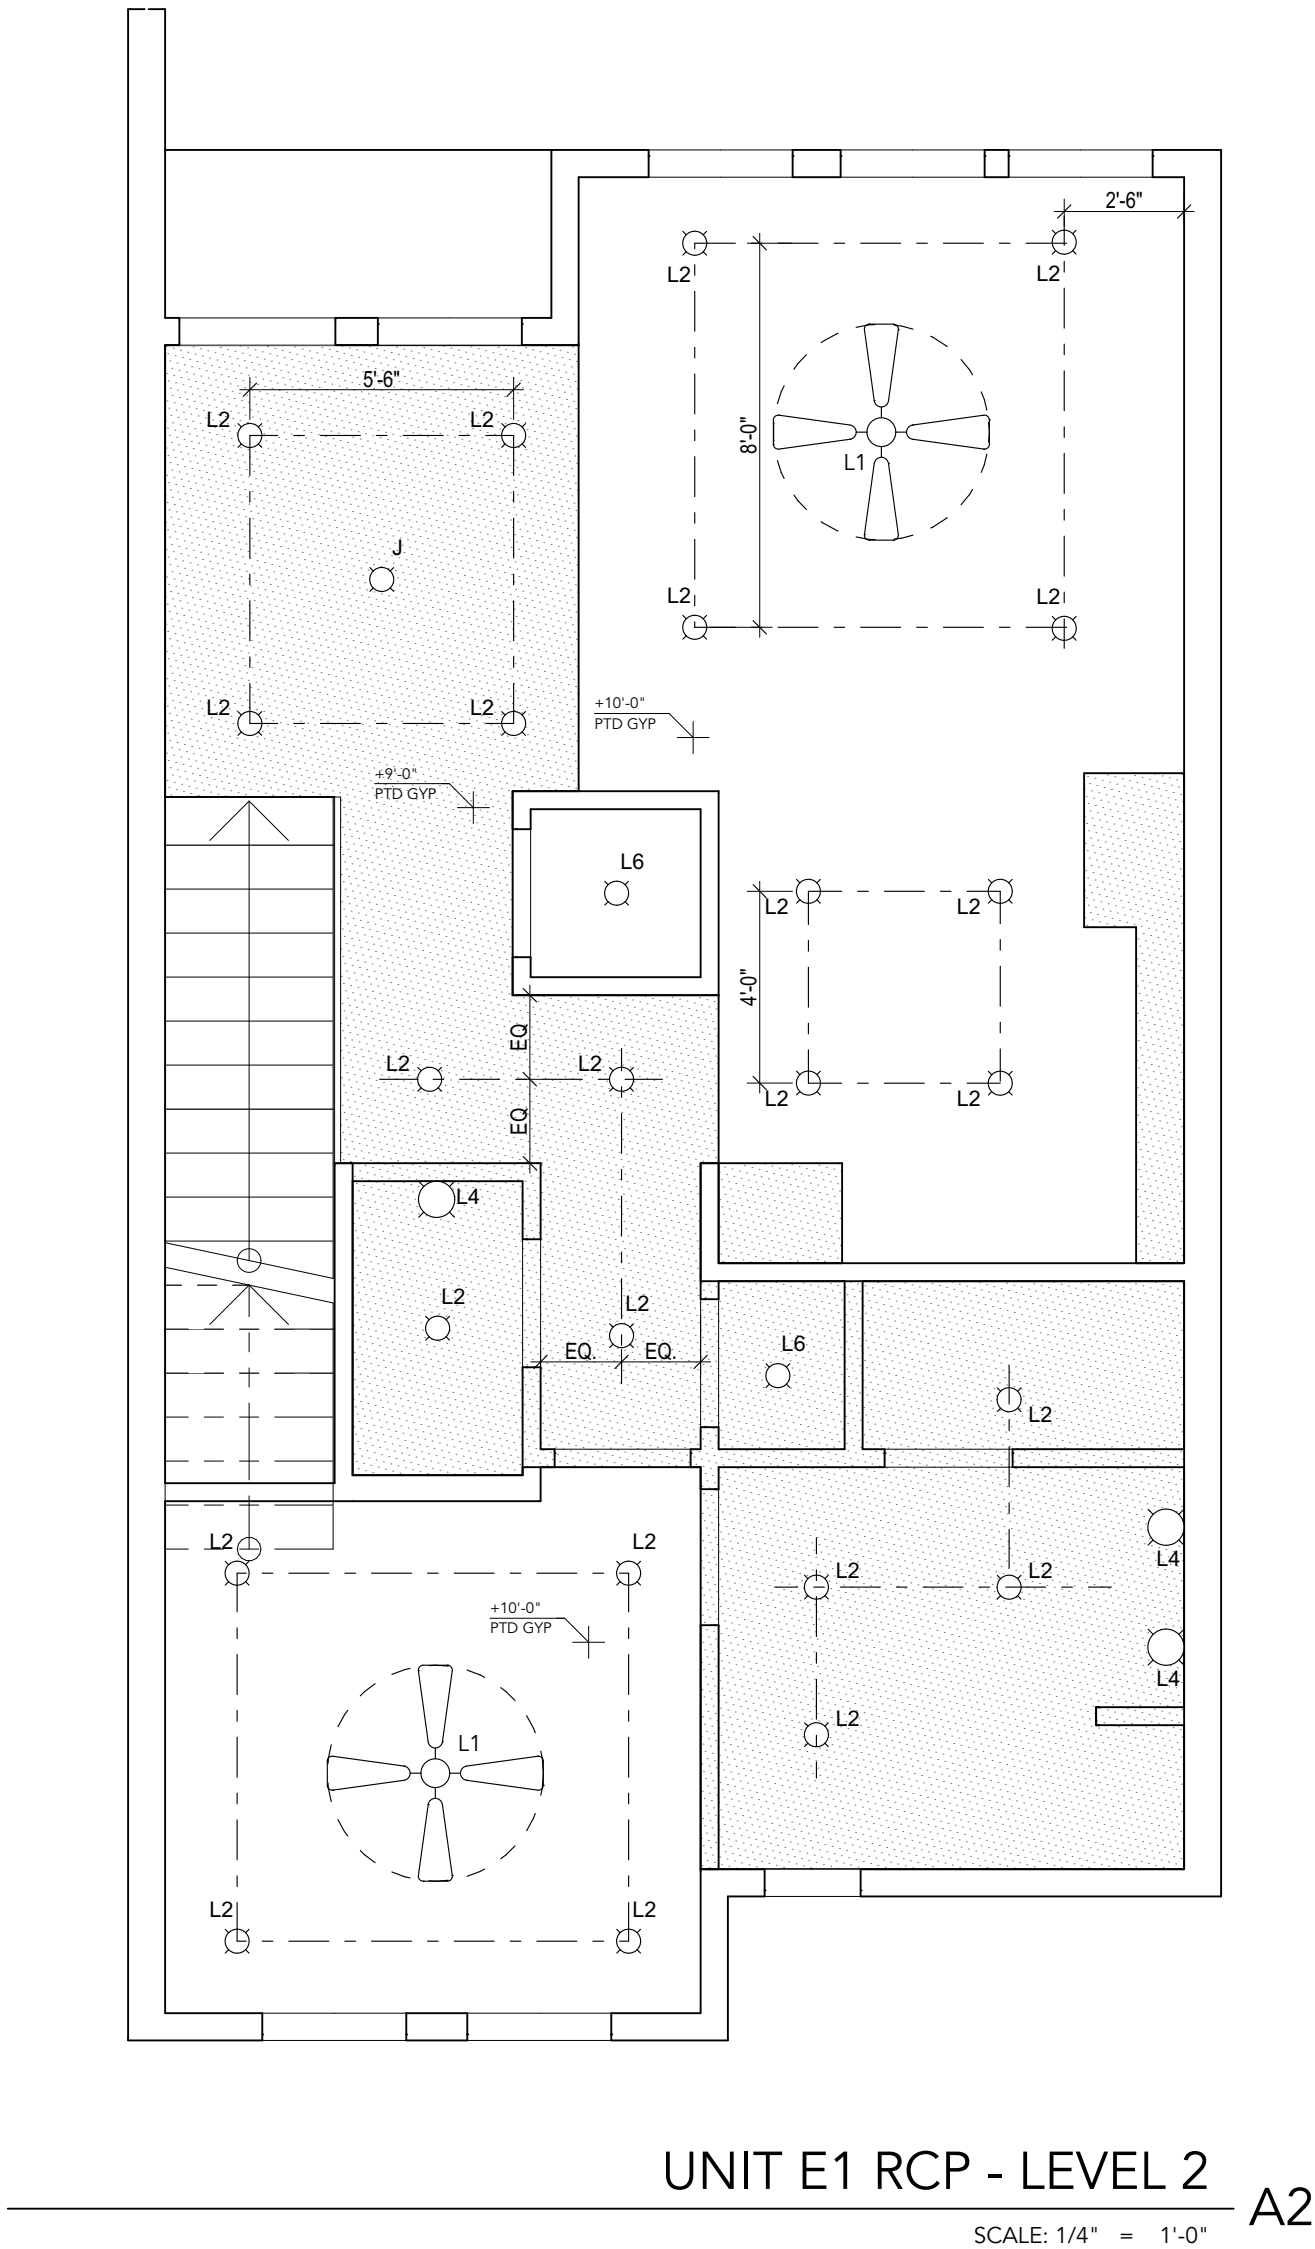 2'-6"
L2
L2
5'-6"
L2
L2
8'-0"
L1
J
L2
L2
L2
L2
+10'-0"
PTD GYP
+9'-0"
PTD GYP
L6
L2
L2
4'-0"
EQ
L2
L2
L2
L2
EQ
L4
L2
L2
EQ.
EQ.
L6
L2
L2
L2
L4
L2
L2
+10'-0"
PTD GYP
L4
L2
L1
L2
L2
UNIT E1 RCP - LEVEL 2
A2
SCALE: 1/4" = 1'-0"